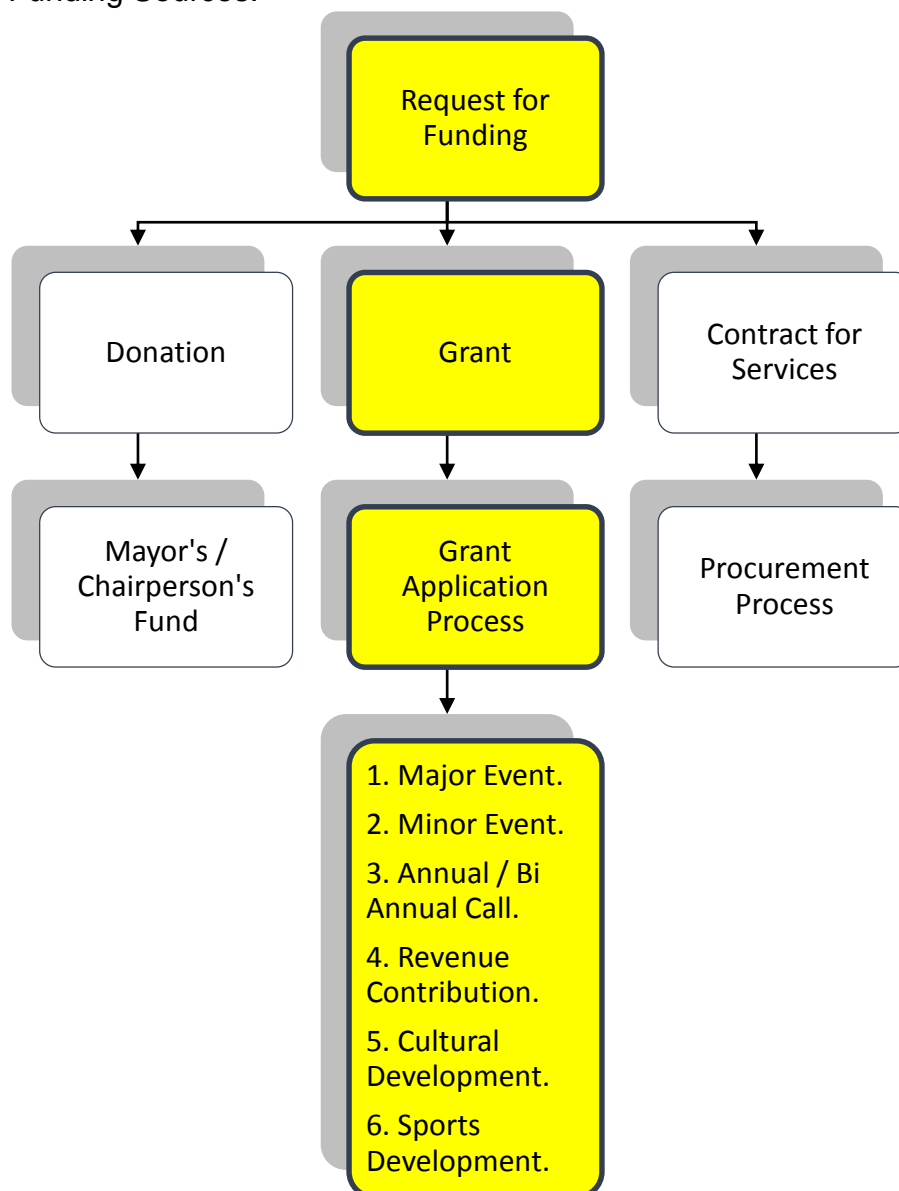 Funding Sources:
Request for
Funding
Donation
Grant
Contract for
Services
Mayor's /
Chairperson's
Fund
Grant
Application
Process
Procurement
Process
1. Major Event.
2. Minor Event.
3. Annual / Bi
Annual Call.
4. Revenue
Contribution.
5. Cultural
Development.
6. Sports
Development.